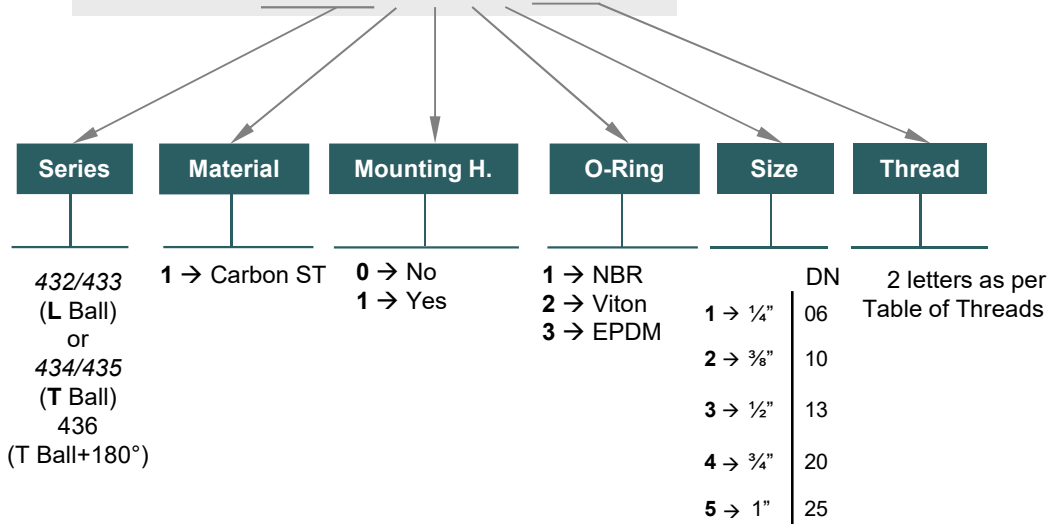 Series
Material
Mounting H.
O-Ring
Size
Thread
432/433
(L Ball)
or
434/435
(T Ball)
436
(T Ball+180°)
1 → Carbon ST
0 → No
1 → Yes
1 → NBR
2 → Viton
3 → EPDM
DN
1 → ¼” 06
2 → ⅜” 10
3 → ½” 13
4 → ¾” 20
5 → 1” 25
2 letters as per
Table of Threads